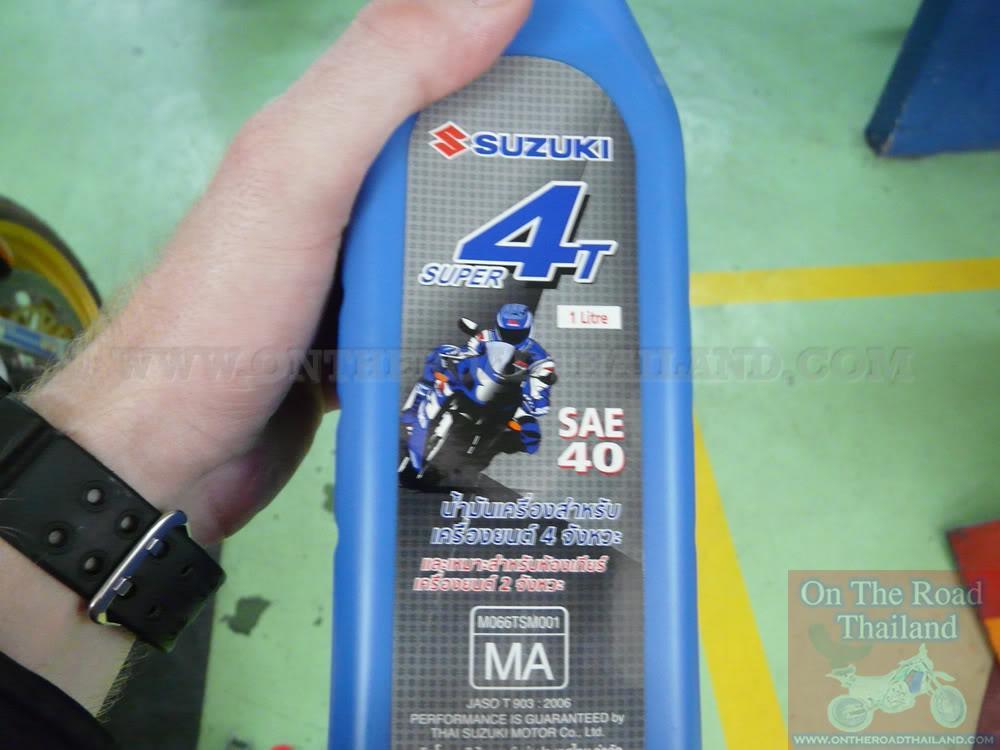 SUZUKI
4T
SUPER
1 Litre
WWW.ONTHEROADTHAILAND.COM
SAE
40
น้ำมันเครื่องสำหรับ
เครื่องยนต์ 4 จังหวะ
และเหมาะสำหรับห้องเกียร์
เครื่องยนต์ 2 จังหวะ
M066TSM001
MA
JASO T 903 : 2006
PERFORMANCE IS GUARANTEED by
THAI SUZUKI MOTOR Co., Ltd.
On The Road
Thailand
WWW.ONTHEROADTHAILAND.COM